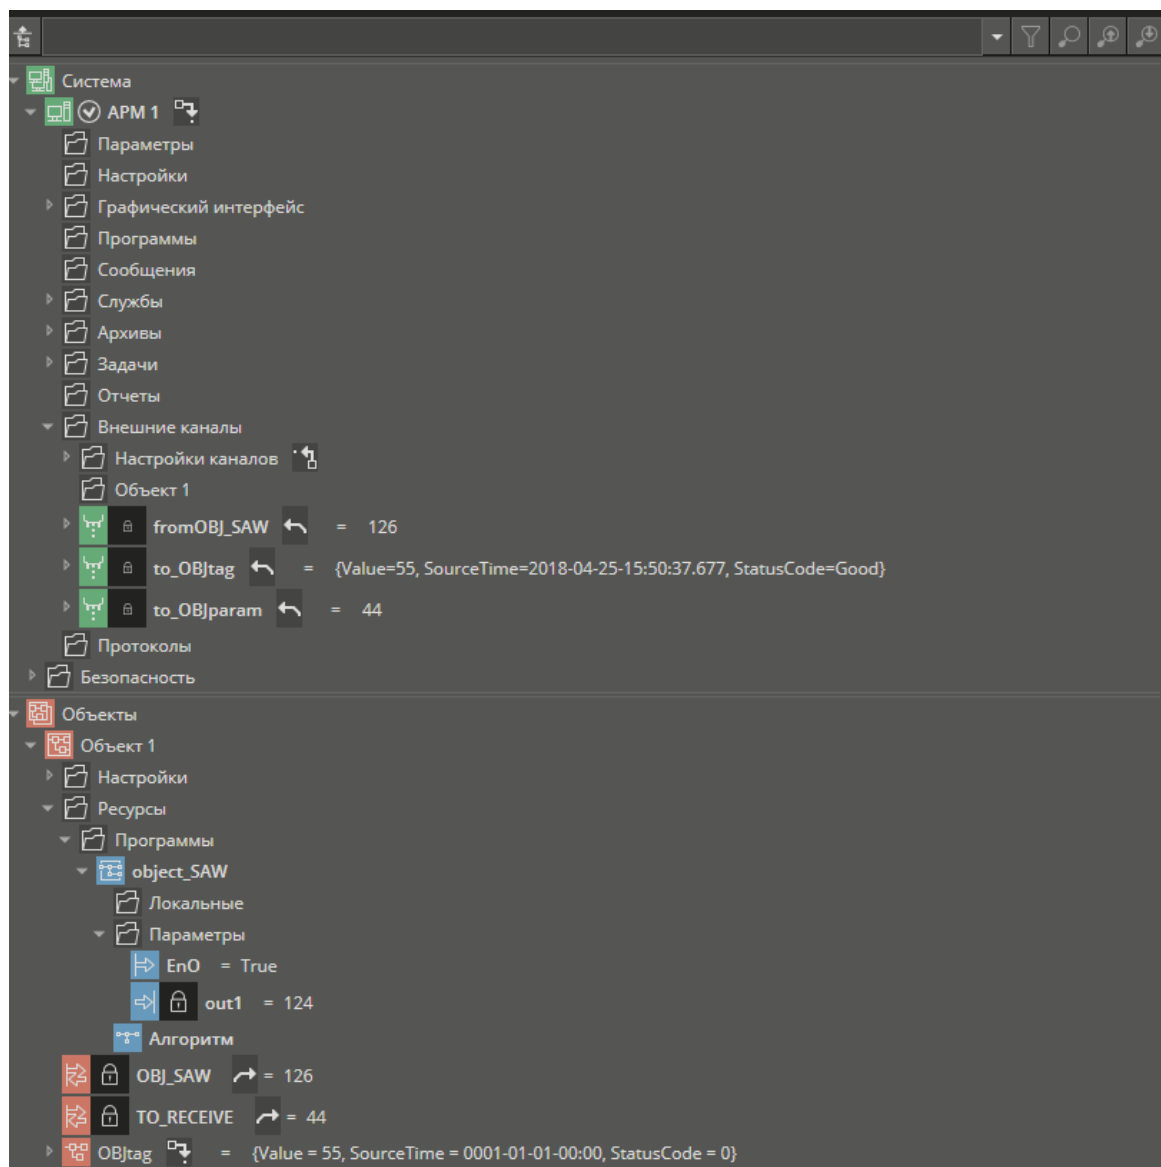 Система
АРМ 1
Параметры
Настройки
Графический интерфейс
Программы
Сообщения
Службы
Архивы
Задачи
Отчеты
Внешние каналы
Настройки каналов
Объект 1
fromOBJ_SAW = 126
to_OBJtag = {Value=55, SourceTime=2018-04-25-15:50:37.677, StatusCode=Good}
to_OBJparam = 44
Протоколы
Безопасность
Объекты
Объект 1
Настройки
Ресурсы
Программы
object_SAW
Локальные
Параметры
EnO = True
out1 = 124
Алгоритм
OBJ_SAW = 126
TO_RECEIVE = 44
OBJtag = {Value = 55, SourceTime = 0001-01-01-00:00, StatusCode = 0}